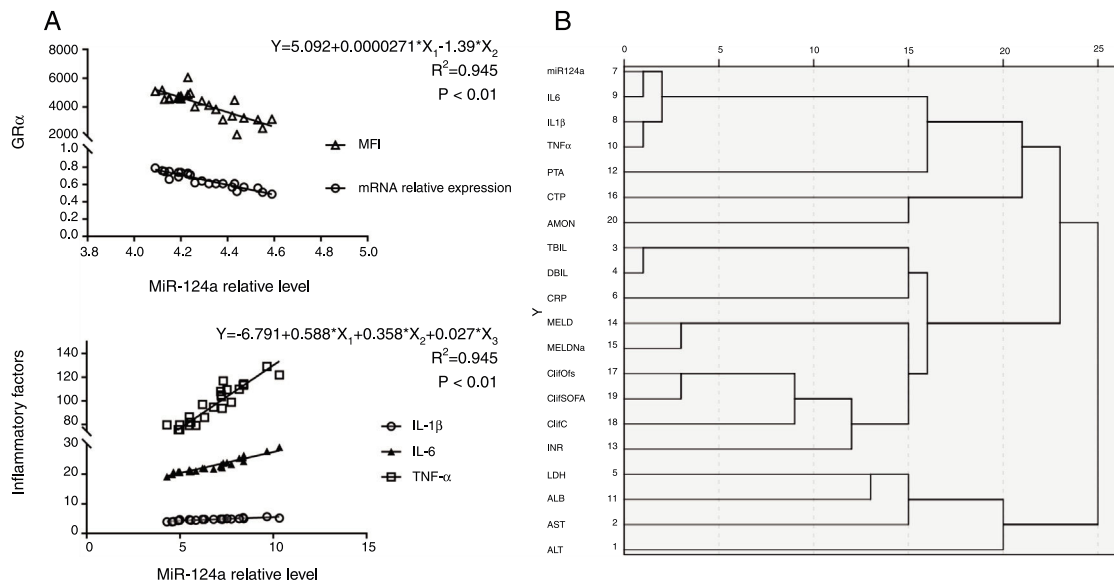 A
Y=5.092+0.0000271*X1-1.39*X2
R2=0.945
P < 0.01
8000
6000
4000
2000
1.0
0.8
0.6
0.4
0.2
0.0
GRα
MFI
mRNA relative expression
3.8 4.0 4.2 4.4 4.6 4.8 5.0
MiR-124a relative level
Y=-6.791+0.588*X1+0.358*X2+0.027*X3
R2=0.945
P < 0.01
140
120
100
80
60
30
20
10
0
Inflammatory factors
IL-1β
IL-6
TNF-α
0 5 10 15
MiR-124a relative level
B
0 5 10 15 20 25
Y
miR124a 7
IL6 9
IL1β 8
TNFα 10
PTA 12
CTP 16
AMON 20
TBIL 3
DBIL 4
CRP 6
MELD 14
MELDNa 15
ClifOfs 17
ClifSOFA 19
ClifC 18
INR 13
LDH 5
ALB 11
AST 2
ALT 1